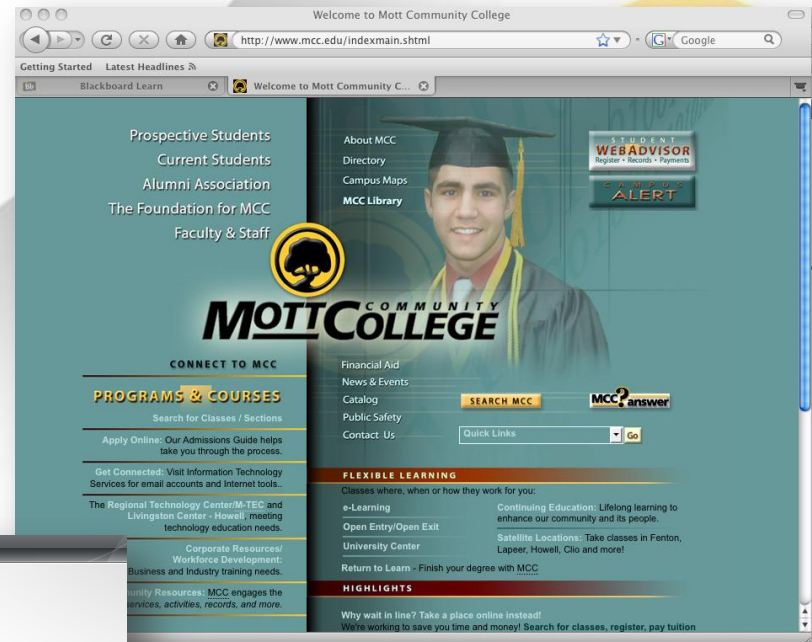 Welcome to Mott Community College
http://www.mcc.edu/indexmain.shtml
Google
Getting Started Latest Headlines
Blackboard Learn
Welcome to Mott Community C...
Prospective Students
Current Students
Alumni Association
The Foundation for MCC
Faculty & Staff
About MCC
Directory
Campus Maps
MCC Library
STUDENT
WEBADVISOR
Register • Records • Payments
CAMPUS
ALERT
MOTT COMMUNITY COLLEGE
CONNECT TO MCC
PROGRAMS & COURSES
Search for Classes / Sections
Apply Online: Our Admissions Guide helps
take you through the process.
Get Connected: Visit Information Technology
Services for email accounts and Internet tools..
The Regional Technology Center/M-TEC and
Livingston Center - Howell, meeting
technology education needs.
Corporate Resources/
Workforce Development:
Business and Industry training needs.
Resources: MCC engages the
services, activities, records, and more.
Financial Aid
News & Events
Catalog
Public Safety
Contact Us
SEARCH MCC
MCC?answer
Quick Links
Go
FLEXIBLE LEARNING
Classes where, when or how they work for you:
e-Learning
Open Entry/Open Exit
University Center
Continuing Education: Lifelong learning to
enhance our community and its people.
Satellite Locations: Take classes in Fenton,
Lapeer, Howell, Clio and more!
Return to Learn - Finish your degree with MCC
HIGHLIGHTS
Why wait in line? Take a place online instead!
We're working to save you time and money! Search for classes, register, pay tuition